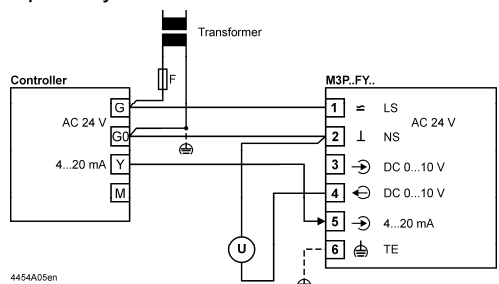 Transformer
F
Controller
M3P..FY..
G
AC 24 V
G0
4...20 mA
Y
M
1
LS
AC 24 V
2
NS
3
DC 0...10 V
4
DC 0...10 V
5
4...20 mA
6
TE
U
4454A05en